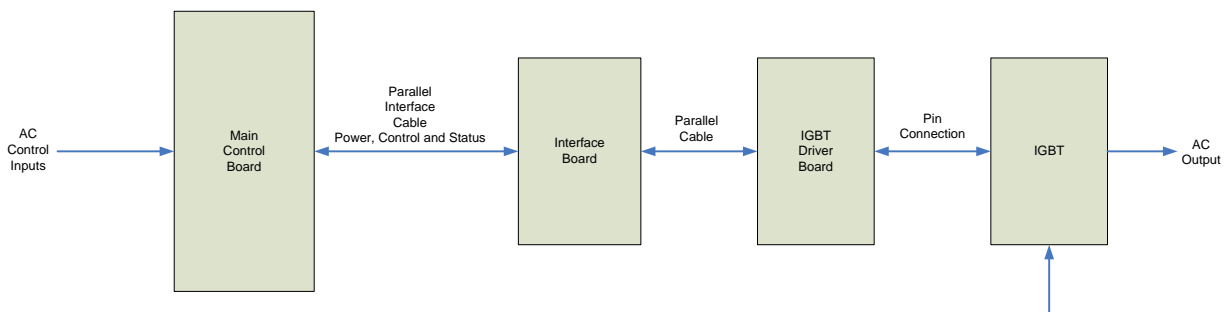 AC
Control
Inputs
Main
Control
Board
Parallel
Interface
Cable
Power, Control and Status
Interface
Board
Parallel
Cable
IGBT
Driver
Board
Pin
Connection
IGBT
AC
Output